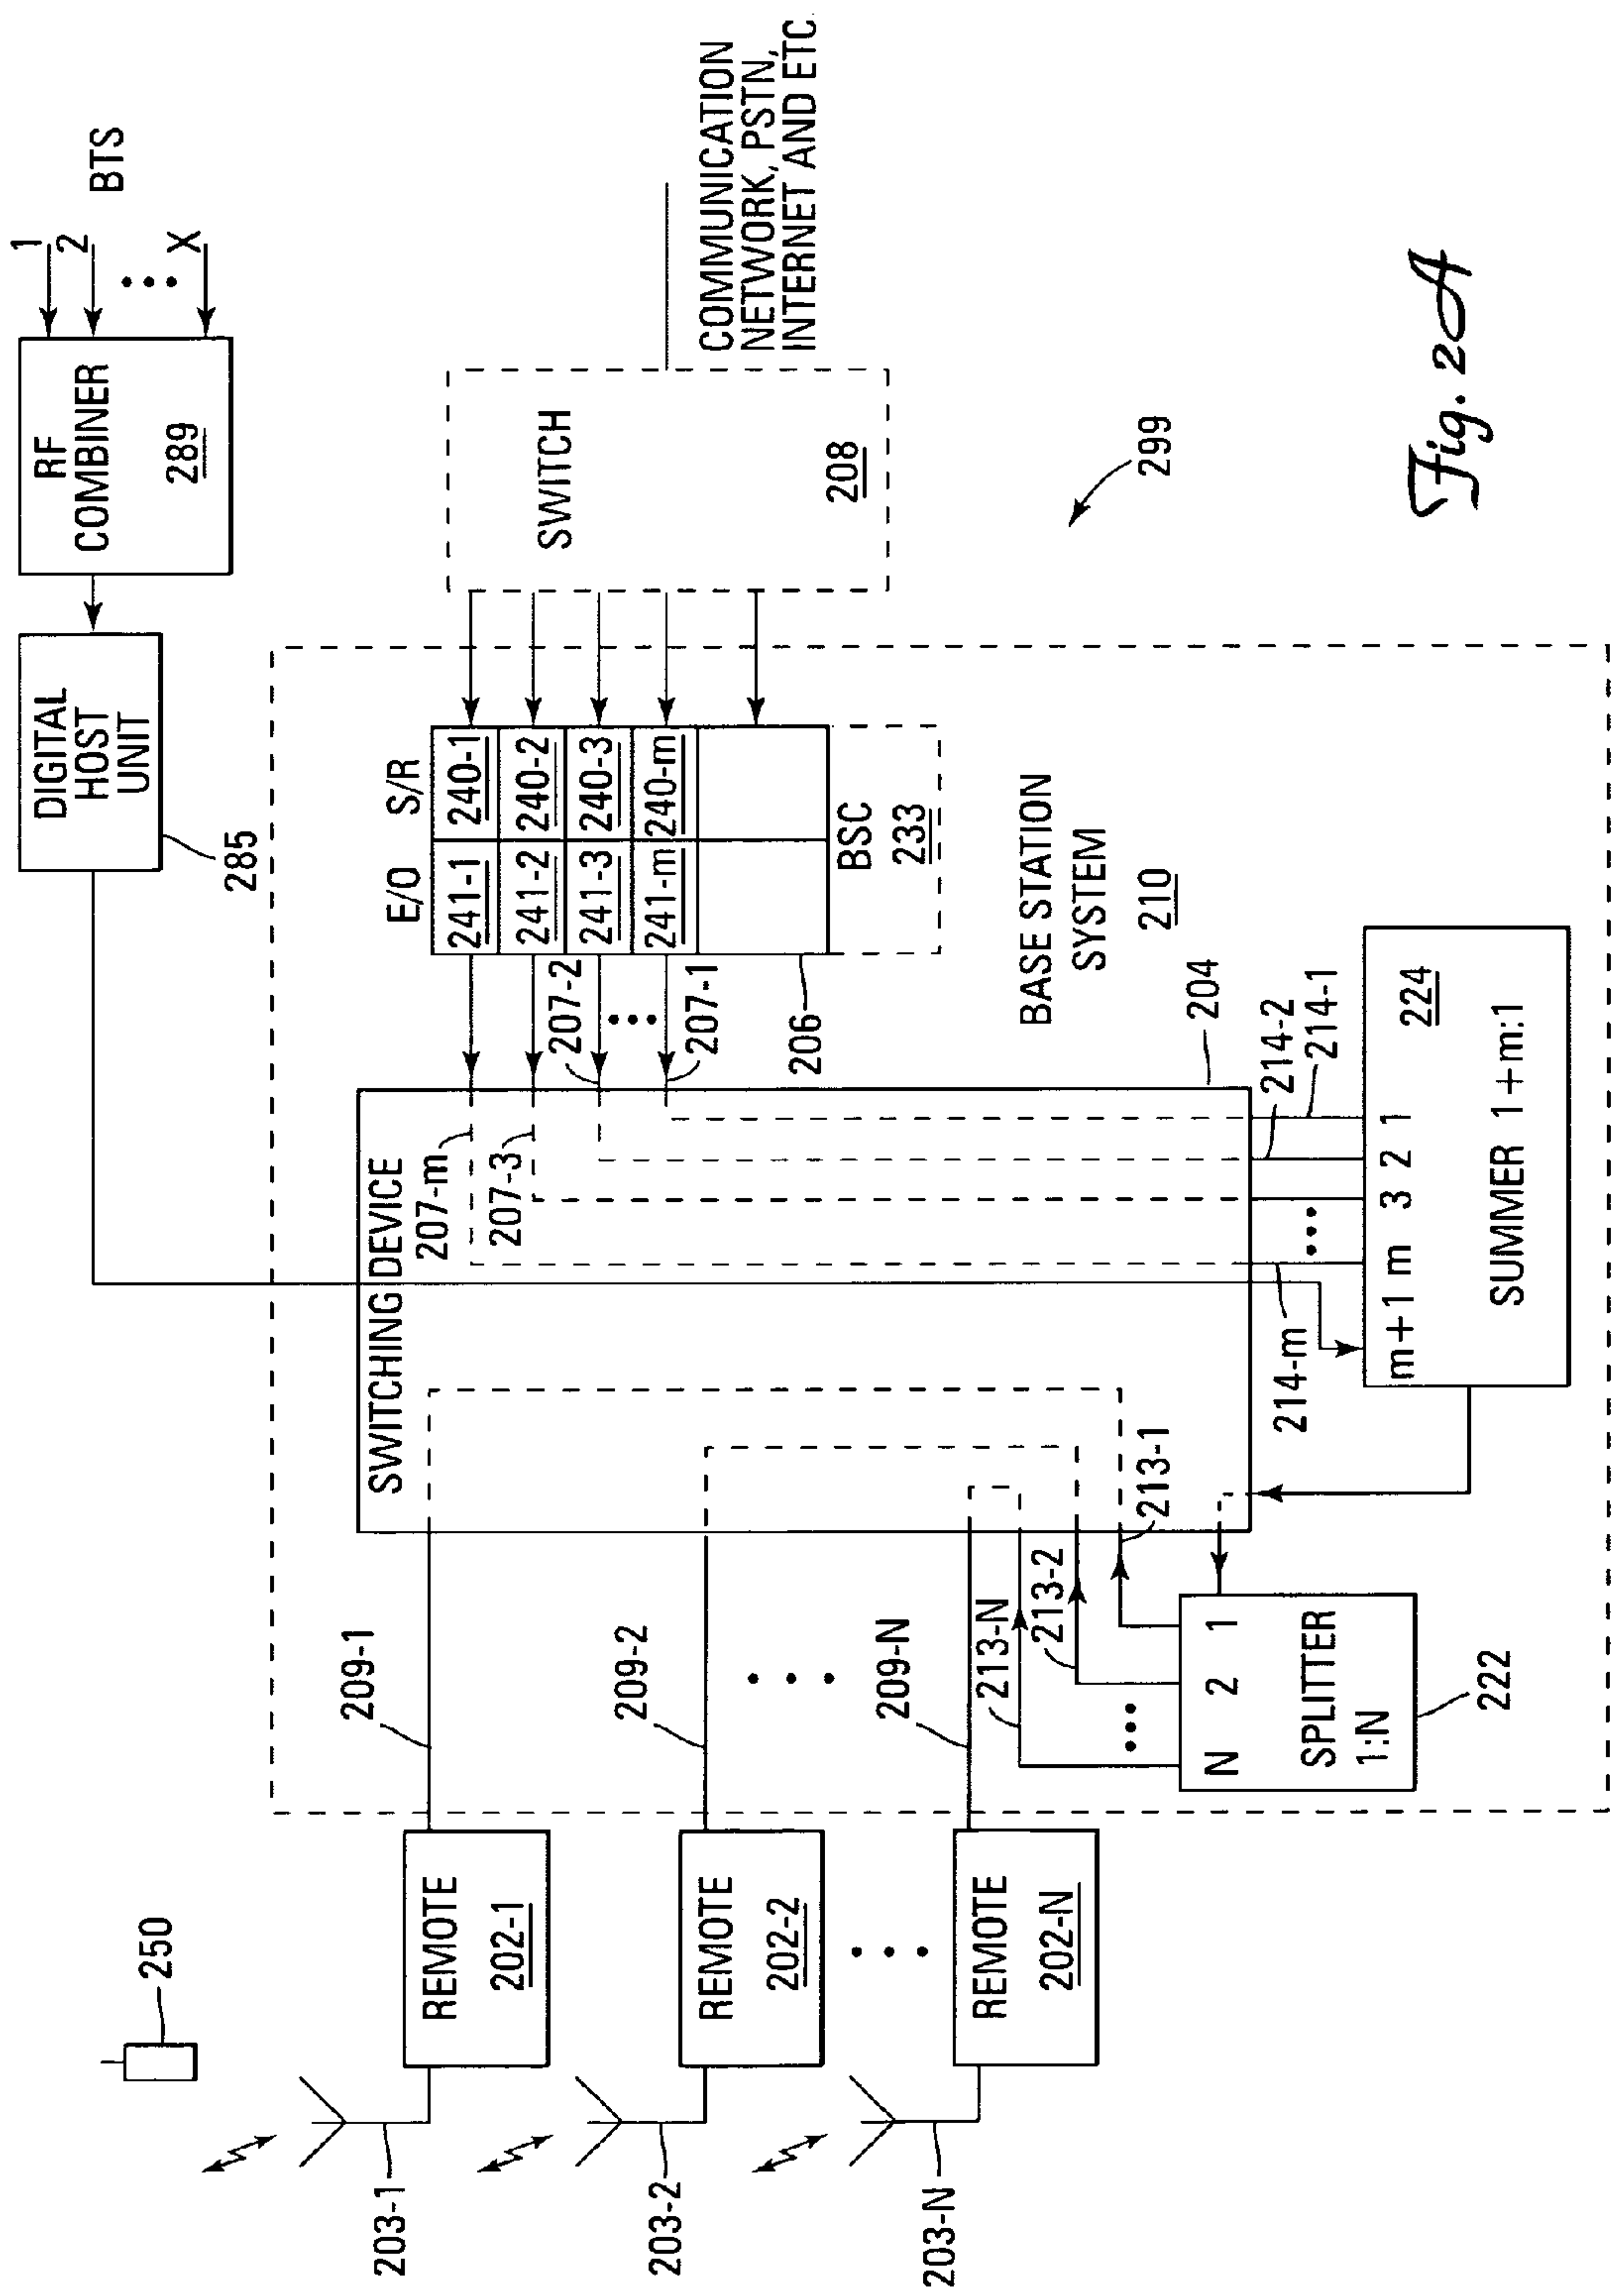 1
2
X
BTS
RF
COMBINER
289
DIGITAL
HOST
UNIT
285
SWITCH
208
COMMUNICATION
NETWORK, PSTN,
INTERNET AND ETC.
299
E/O
S/R
241-1
240-1
241-2
240-2
241-3
240-3
241-m
240-m
BSC
233
206
207-2
207-1
BASE STATION
SYSTEM
210
SWITCHING DEVICE
204
207-m
207-3
214-2
214-1
214-m
m+1 m 3 2 1
SUMMER 1+m:1
224
209-1
209-2
209-N
213-N
213-2
213-1
N 2 1
SPLITTER
1:N
222
250
REMOTE
202-1
REMOTE
202-2
REMOTE
202-N
203-1
203-2
203-N
Fig. 2A